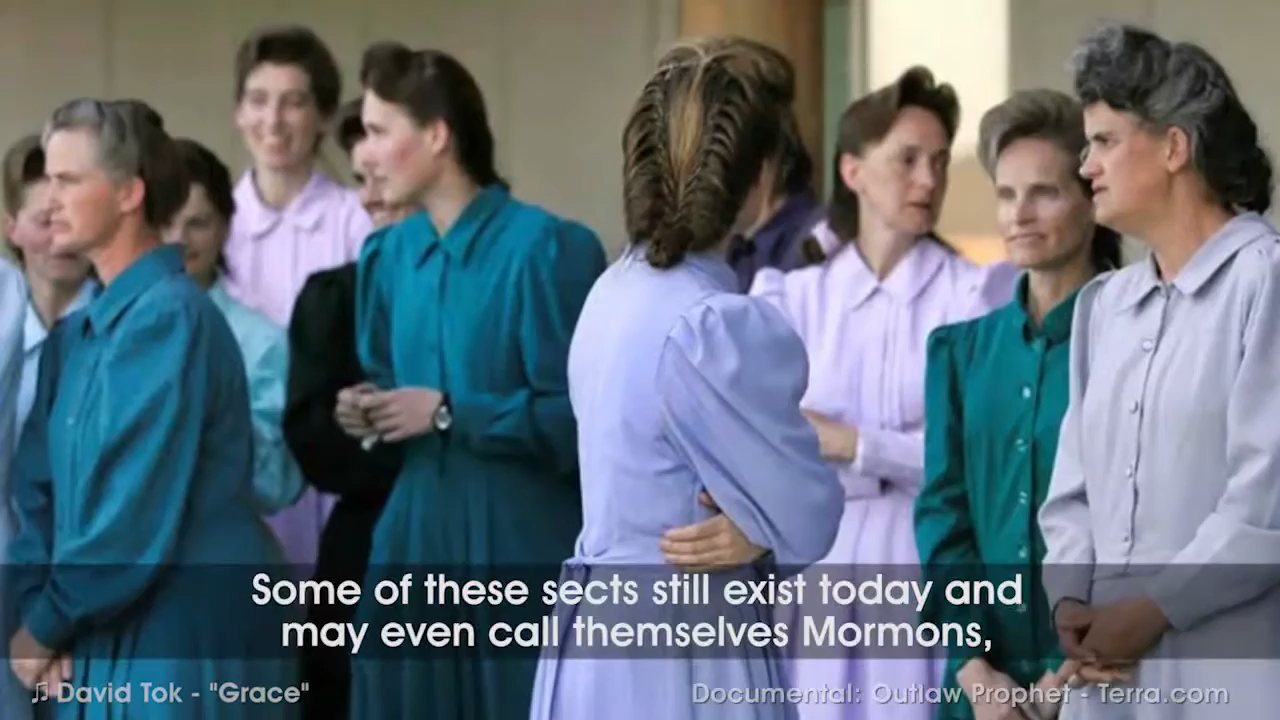 Some of these sects still exist today and
may even call themselves Mormons,
♫ David Tok - "Grace"
Documental: Outlaw Prophet - Terra.com